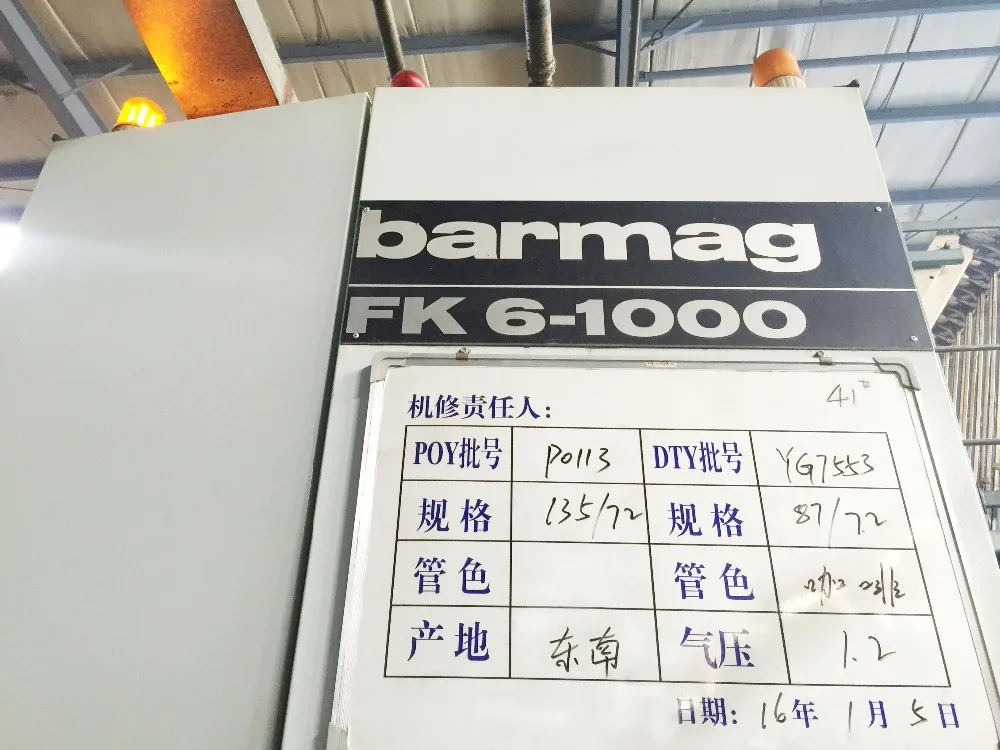 barmag
FK 6-1000
41#
机修责任人:
POY批号 P0113 DTY批号 YG7553
规格 135/72 规格 87/72
管色 管色 咖啡
产地 东南 气压 1.2
日期: 16年 1月 5日